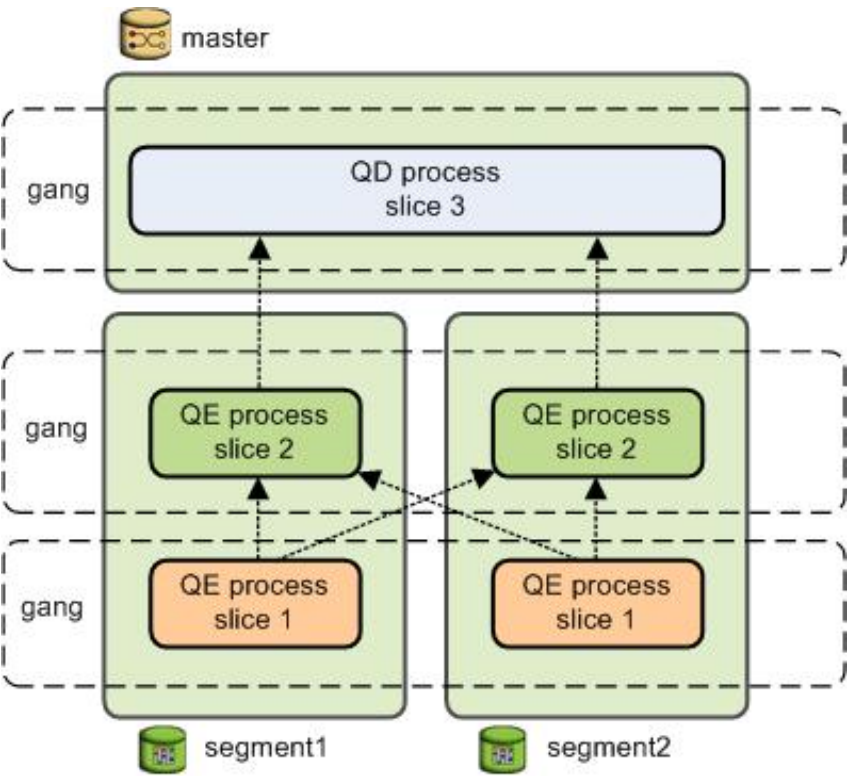 master
gang
QD process
slice 3
gang
QE process
slice 2
QE process
slice 2
gang
QE process
slice 1
QE process
slice 1
segment1
segment2